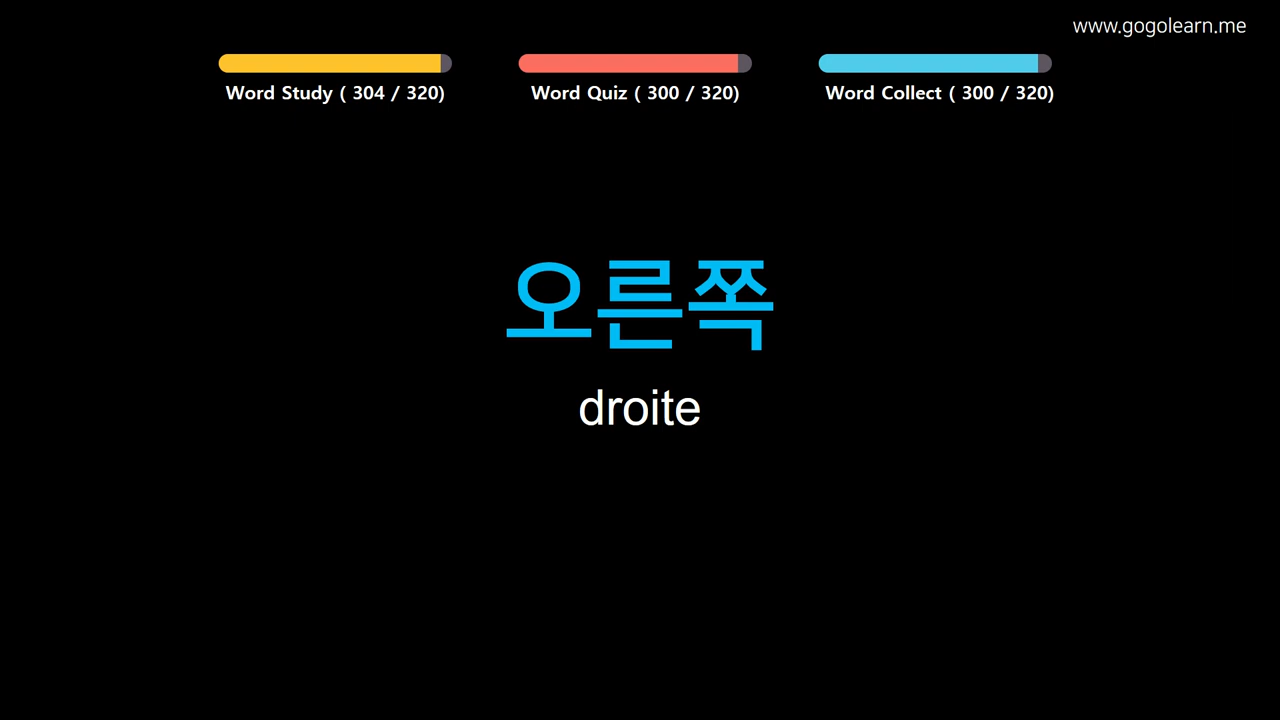 www.gogolearn.me
Word Study ( 304 / 320)
Word Quiz ( 300 / 320)
Word Collect ( 300 / 320)
오른쪽
droite